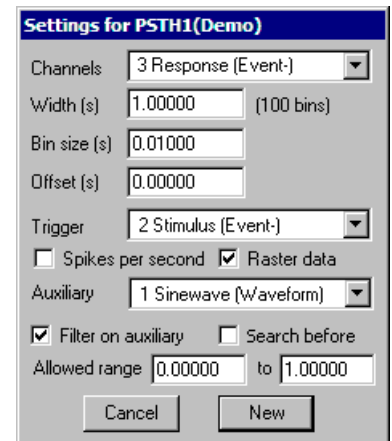 Settings for PSTH1(Demo)
Channels 3 Response (Event-)
Width (s) 1.00000 (100 bins)
Bin size (s) 0.01000
Offset (s) 0.00000
Trigger 2 Stimulus (Event-)
Spikes per second Raster data
Auxiliary 1 Sinewave (Waveform)
Filter on auxiliary Search before
Allowed range 0.00000 to 1.00000
Cancel New